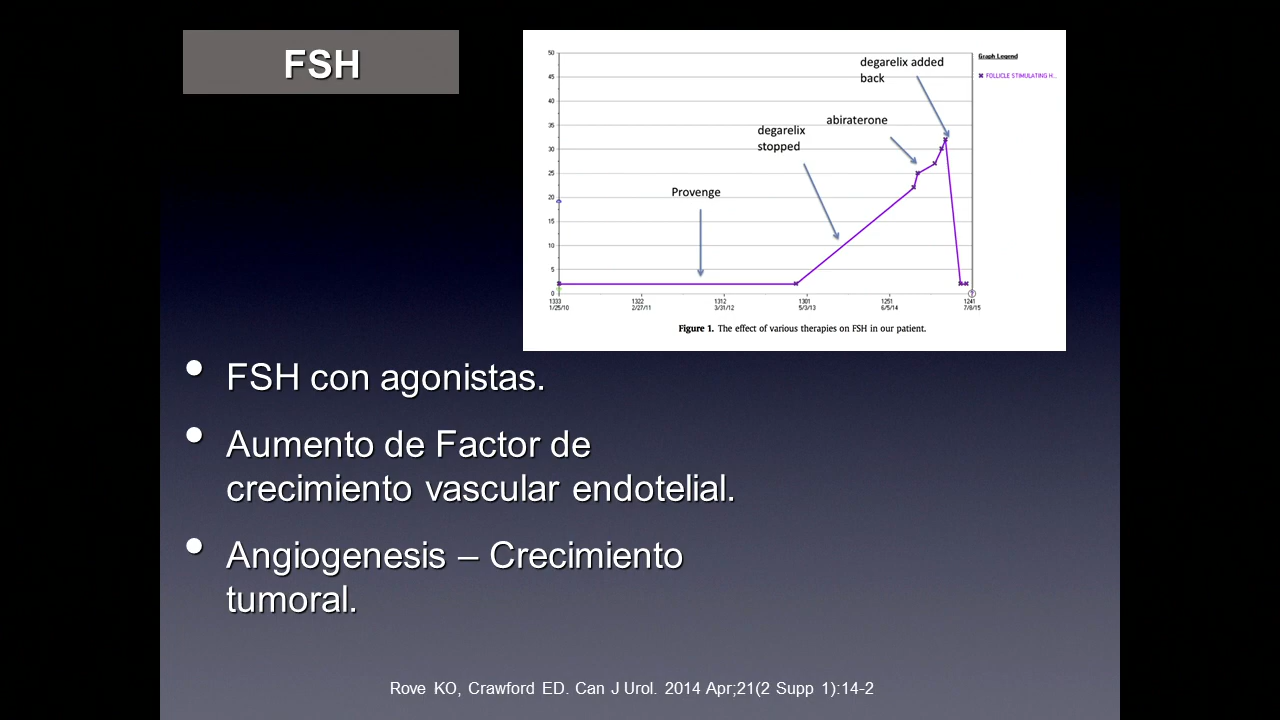 FSH
degarelix added
back
abiraterone
degarelix
stopped
Provenge
Graph Legend
FOLLICLE STIMULATING H...
50
45
40
35
30
25
20
15
10
5
0
1333
1/25/10
1322
2/27/11
1312
3/31/12
1301
5/3/13
1251
6/5/14
1241
7/8/15
Figure 1. The effect of various therapies on FSH in our patient.
• FSH con agonistas.
• Aumento de Factor de
crecimiento vascular endotelial.
• Angiogenesis – Crecimiento
tumoral.
Rove KO, Crawford ED. Can J Urol. 2014 Apr;21(2 Supp 1):14-2